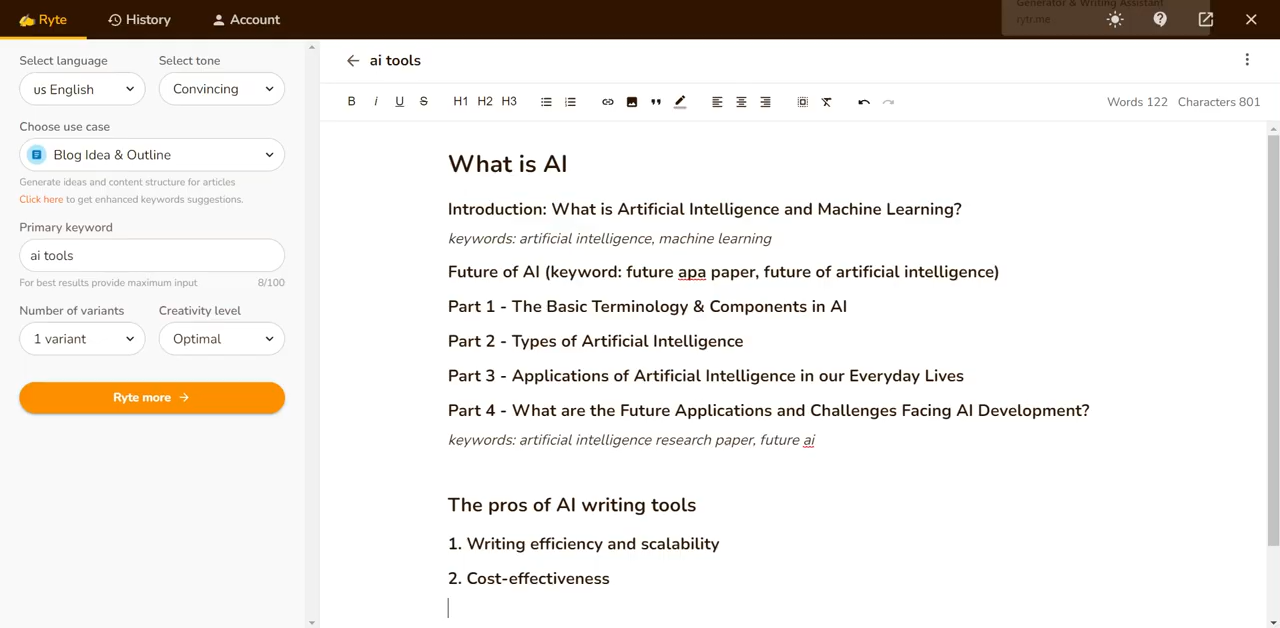 Ryte
History
Account
Generator & Writing Assistant
rytr.me
Select language
Select tone
us English
Convincing
Choose use case
Blog Idea & Outline
Generate ideas and content structure for articles
Click here to get enhanced keywords suggestions.
Primary keyword
ai tools
For best results provide maximum input
8/100
Number of variants
Creativity level
1 variant
Optimal
Ryte more →
ai tools
B i U S H1 H2 H3
Words 122 Characters 801
What is AI
Introduction: What is Artificial Intelligence and Machine Learning?
keywords: artificial intelligence, machine learning
Future of AI (keyword: future apa paper, future of artificial intelligence)
Part 1 - The Basic Terminology & Components in AI
Part 2 - Types of Artificial Intelligence
Part 3 - Applications of Artificial Intelligence in our Everyday Lives
Part 4 - What are the Future Applications and Challenges Facing AI Development?
keywords: artificial intelligence research paper, future ai
The pros of AI writing tools
1. Writing efficiency and scalability
2. Cost-effectiveness